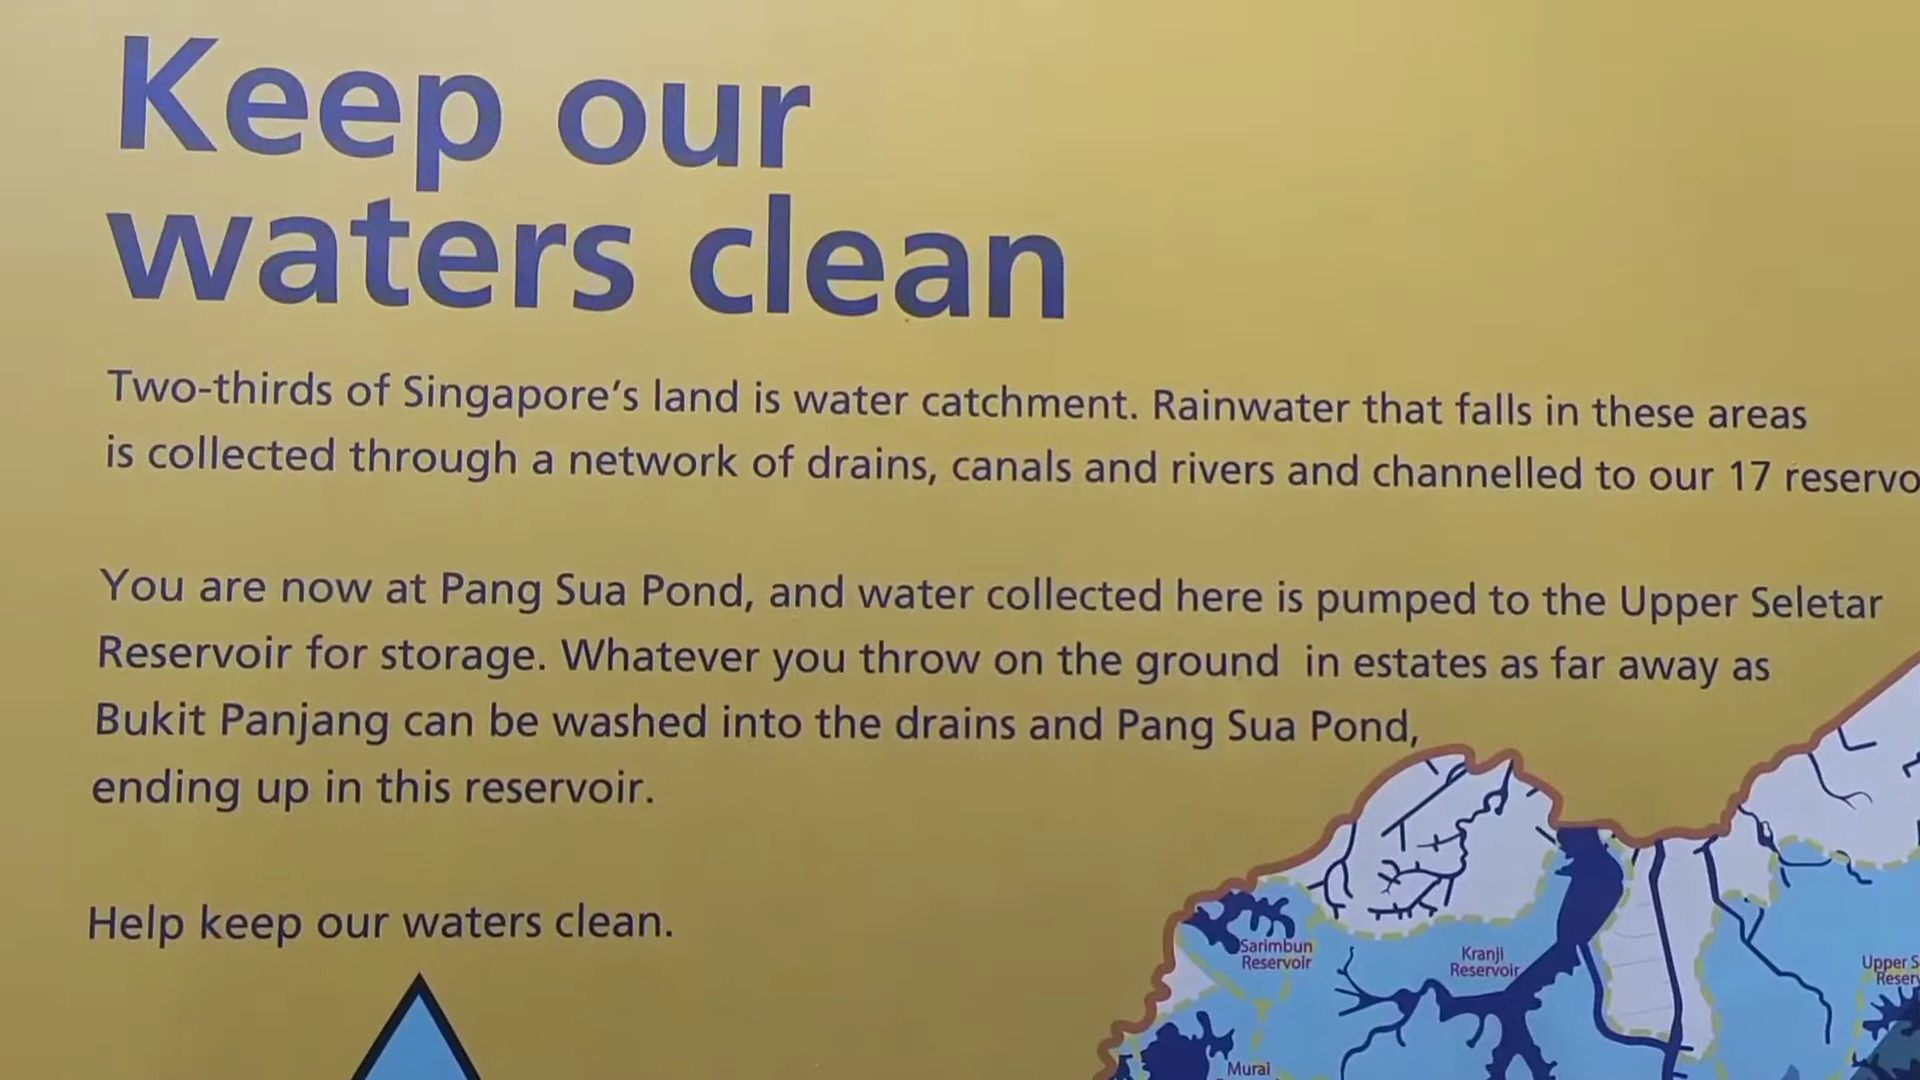 Keep our
waters clean
Two-thirds of Singapore’s land is water catchment. Rainwater that falls in these areas
is collected through a network of drains, canals and rivers and channelled to our 17 reservo
You are now at Pang Sua Pond, and water collected here is pumped to the Upper Seletar
Reservoir for storage. Whatever you throw on the ground in estates as far away as
Bukit Panjang can be washed into the drains and Pang Sua Pond,
ending up in this reservoir.
Help keep our waters clean.
Sarimbun
Reservoir
Kranji
Reservoir
Upper S
Reserv
Murai